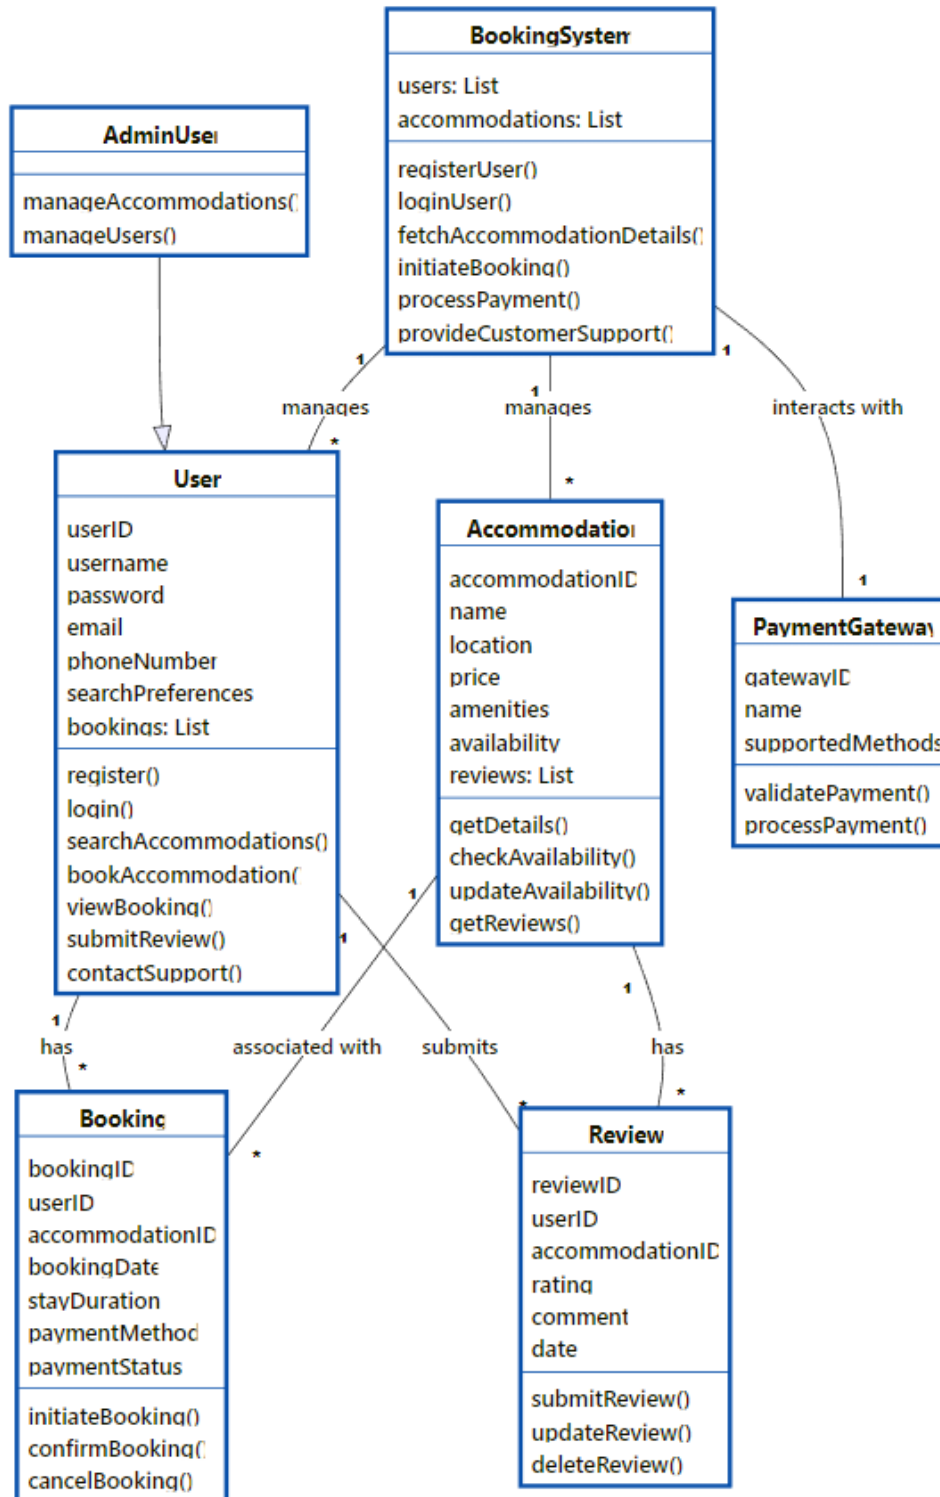 BookingSystem
users: List
accommodations: List
registerUser()
loginUser()
fetchAccommodationDetails()
initiateBooking()
processPayment()
provideCustomerSupport()
AdminUser
manageAccommodations()
manageUsers()
1
1
1
manages
manages
interacts with
*
*
1
User
userID
username
password
email
phoneNumber
searchPreferences
bookings: List
register()
login()
searchAccommodations()
bookAccommodation(
viewBooking()
submitReview()
contactSupport()
Accommodation
accommodationID
name
location
price
amenities
availability
reviews: List
getDetails()
checkAvailability()
updateAvailability()
getReviews()
PaymentGateway
gatewayID
name
supportedMethods
validatePayment()
processPayment()
1
1
1
1
has
associated with
submits
has
*
*
*
*
Booking
bookingID
userID
accommodationID
bookingDate
stayDuration
paymentMethod
paymentStatus
initiateBooking()
confirmBooking()
cancelBooking()
Review
reviewID
userID
accommodationID
rating
comment
date
submitReview()
updateReview()
deleteReview()